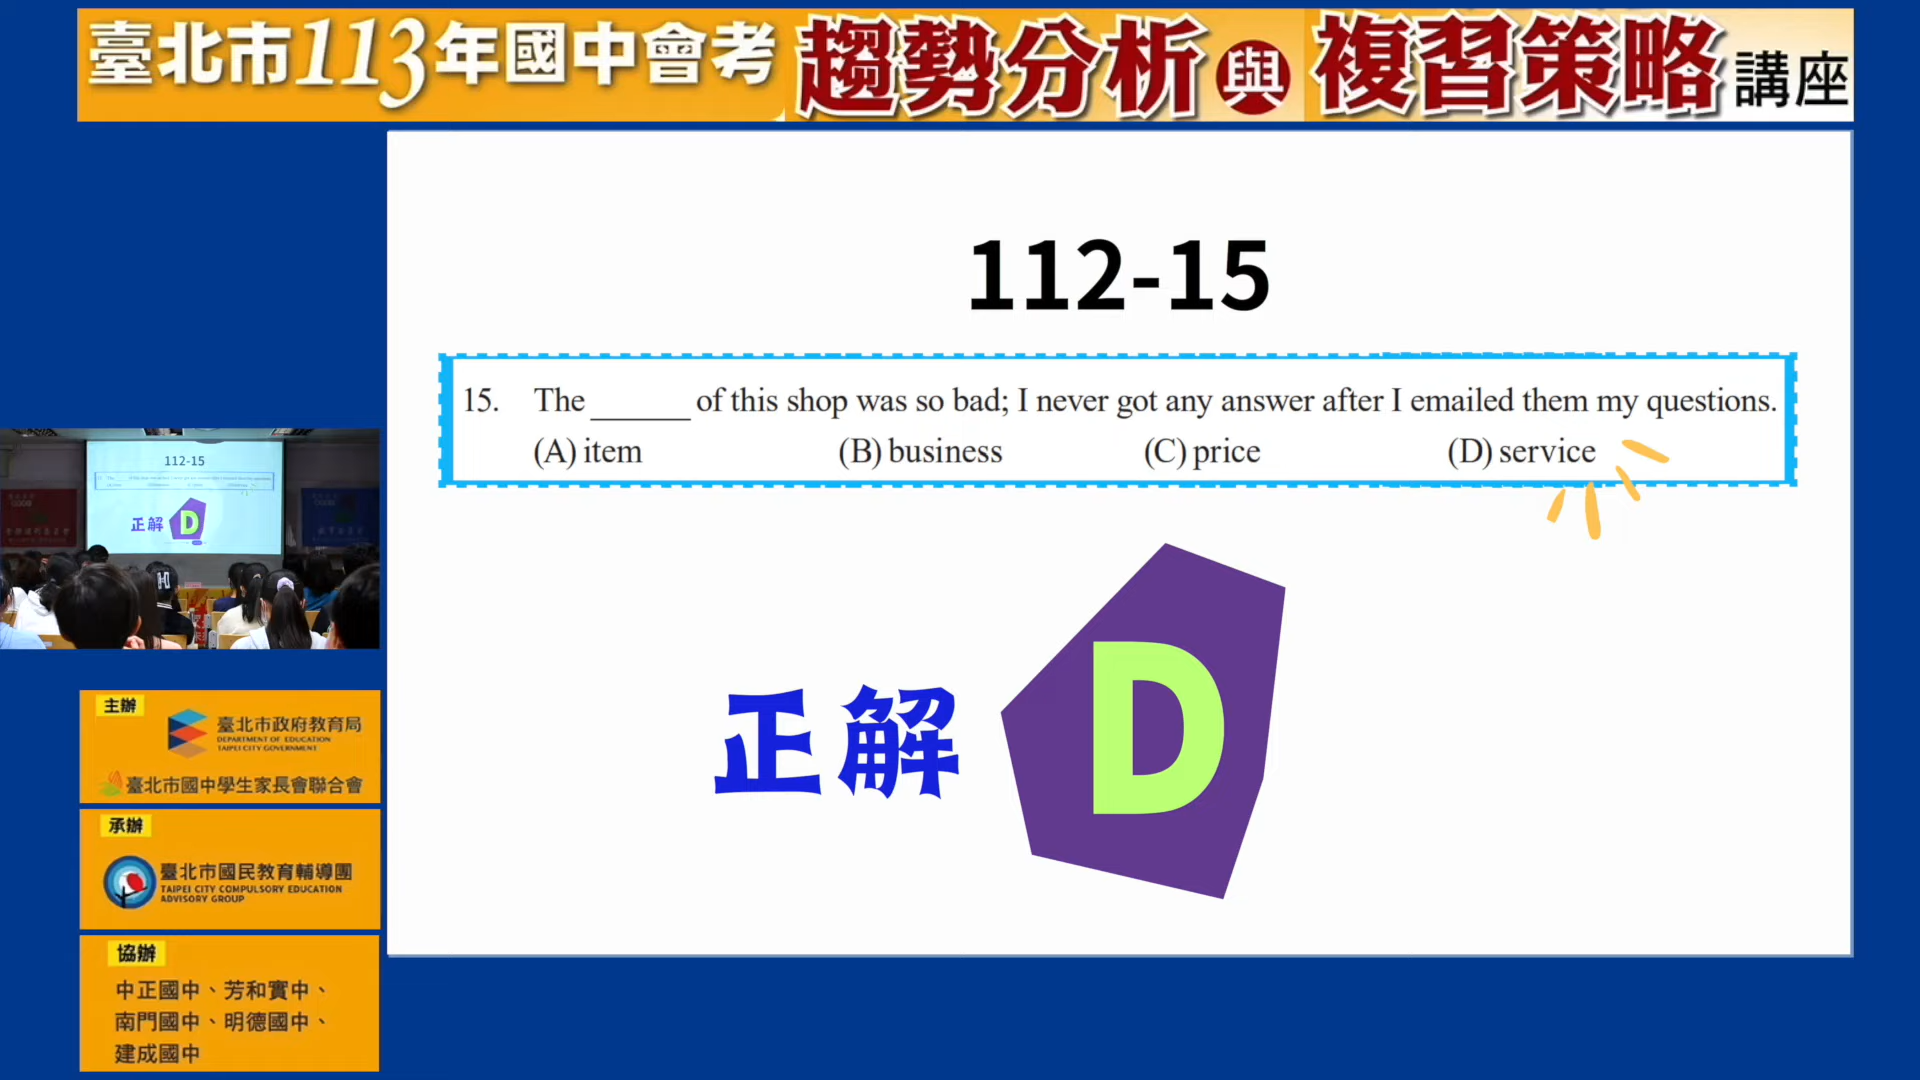 臺北市113年國中會考 趨勢分析與複習策略講座
112-15
15. The ______ of this shop was so bad; I never got any answer after I emailed them my questions.
(A) item (B) business (C) price (D) service
正解 D
112-15
正解 D
主辦
臺北市政府教育局
DEPARTMENT OF EDUCATION
TAIPEI CITY GOVERNMENT
臺北市國中學生家長會聯合會
承辦
臺北市國民教育輔導團
TAIPEI CITY COMPULSORY EDUCATION
ADVISORY GROUP
協辦
中正國中、芳和實中、
南門國中、明德國中、
建成國中